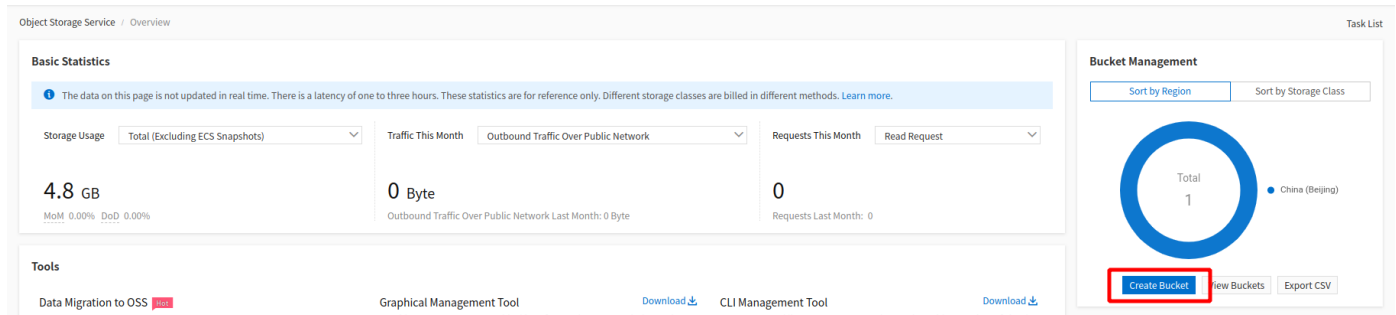 Object Storage Service / Overview
Task List
Basic Statistics
The data on this page is not updated in real time. There is a latency of one to three hours. These statistics are for reference only. Different storage classes are billed in different methods. Learn more.
Storage Usage Total (Excluding ECS Snapshots)
4.8 GB
MoM 0.00% DoD 0.00%
Traffic This Month Outbound Traffic Over Public Network
0 Byte
Outbound Traffic Over Public Network Last Month: 0 Byte
Requests This Month Read Request
0
Requests Last Month: 0
Bucket Management
Sort by Region Sort by Storage Class
Total
1
China (Beijing)
Create Bucket View Buckets Export CSV
Tools
Data Migration to OSS Hot
Graphical Management Tool Download
CLI Management Tool Download